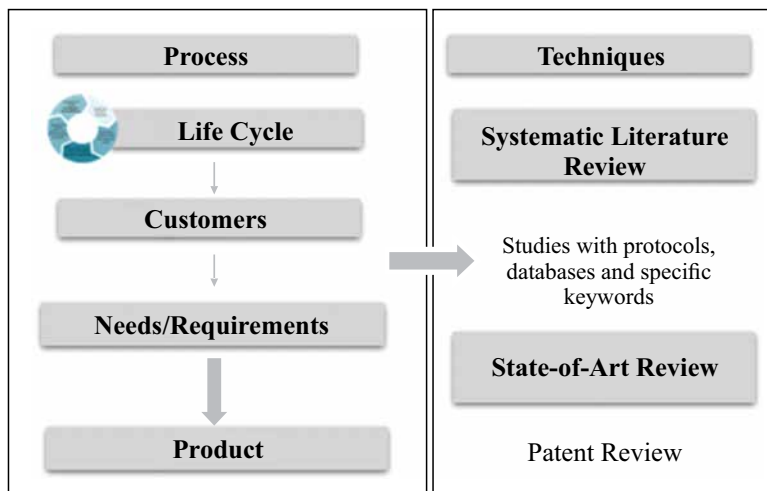 Process
Life Cycle
Customers
Needs/Requirements
Product
Techniques
Systematic Literature
Review
Studies with protocols,
databases and specific
keywords
State-of-Art Review
Patent Review